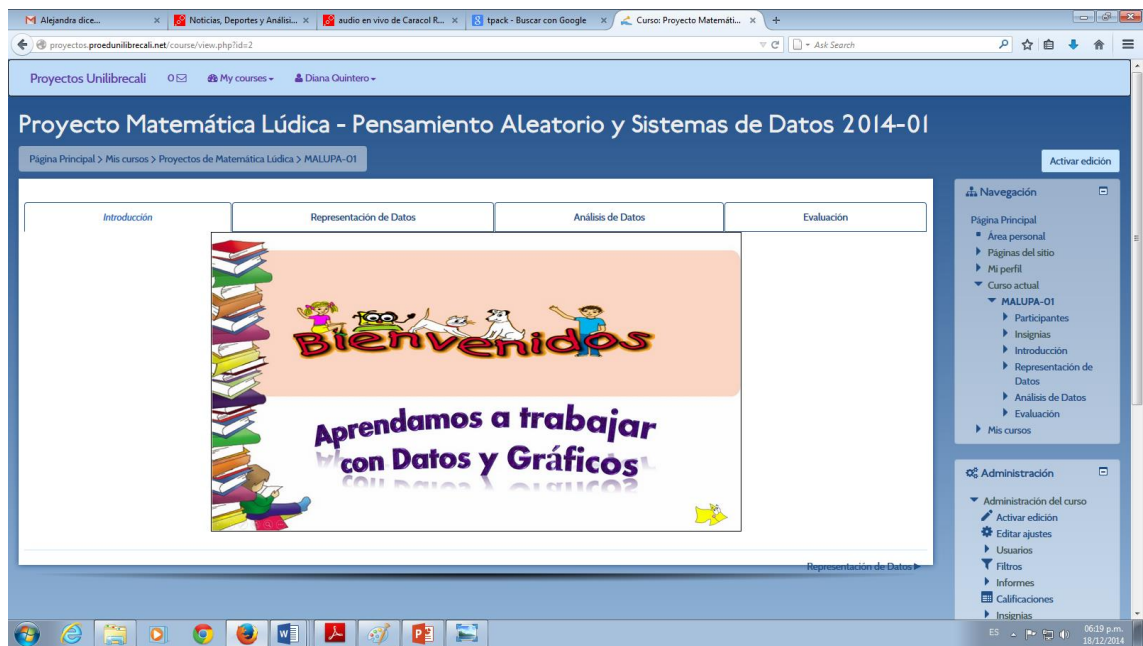 Alejandra dice...
Noticias, Deportes y Análisi...
audio en vivo de Caracol R...
tpack - Buscar con Google
Curso: Proyecto Matemáti...
proyectos.proedunilibrecali.net/course/view.php?id=2
Ask Search
Proyectos Unilibrecali 0 My courses Diana Quintero
Proyecto Matemática Lúdica - Pensamiento Aleatorio y Sistemas de Datos 2014-01
Página Principal > Mis cursos > Proyectos de Matemática Lúdica > MALUPA-01
Activar edición
Introducción
Representación de Datos
Análisis de Datos
Evaluación
Bienvenidos
Aprendamos a trabajar
con Datos y Gráficos
Representación de Datos
Navegación
Página Principal
Área personal
Páginas del sitio
Mi perfil
Curso actual
MALUPA-01
Participantes
Insignias
Introducción
Representación de
Datos
Análisis de Datos
Evaluación
Mis cursos
Administración
Administración del curso
Activar edición
Editar ajustes
Usuarios
Filtros
Informes
Calificaciones
Insignias
ES
06:19 p.m.
18/12/2014